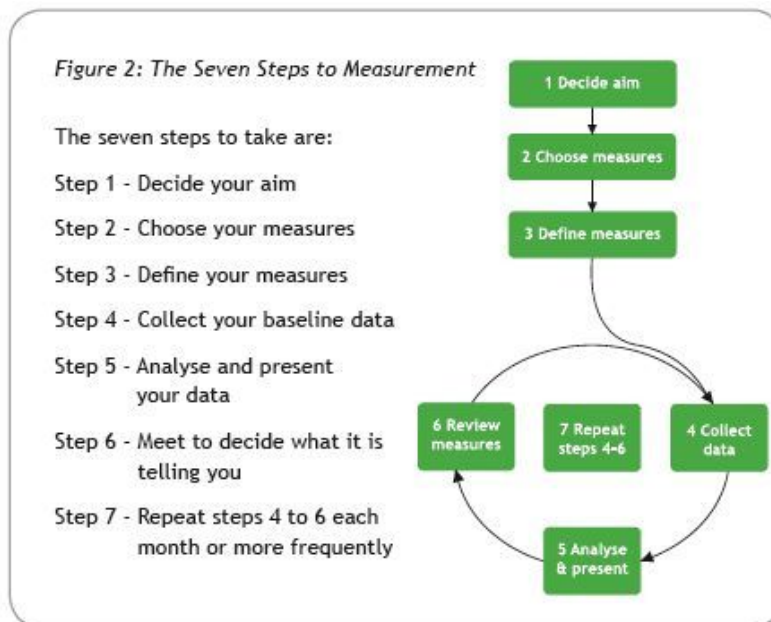 Figure 2: The Seven Steps to Measurement
The seven steps to take are:
Step 1 - Decide your aim
Step 2 - Choose your measures
Step 3 - Define your measures
Step 4 - Collect your baseline data
Step 5 - Analyse and present
your data
Step 6 - Meet to decide what it is
telling you
Step 7 - Repeat steps 4 to 6 each
month or more frequently
1 Decide aim
2 Choose measures
3 Define measures
6 Review
measures
7 Repeat
steps 4-6
4 Collect
data
5 Analyse
& present